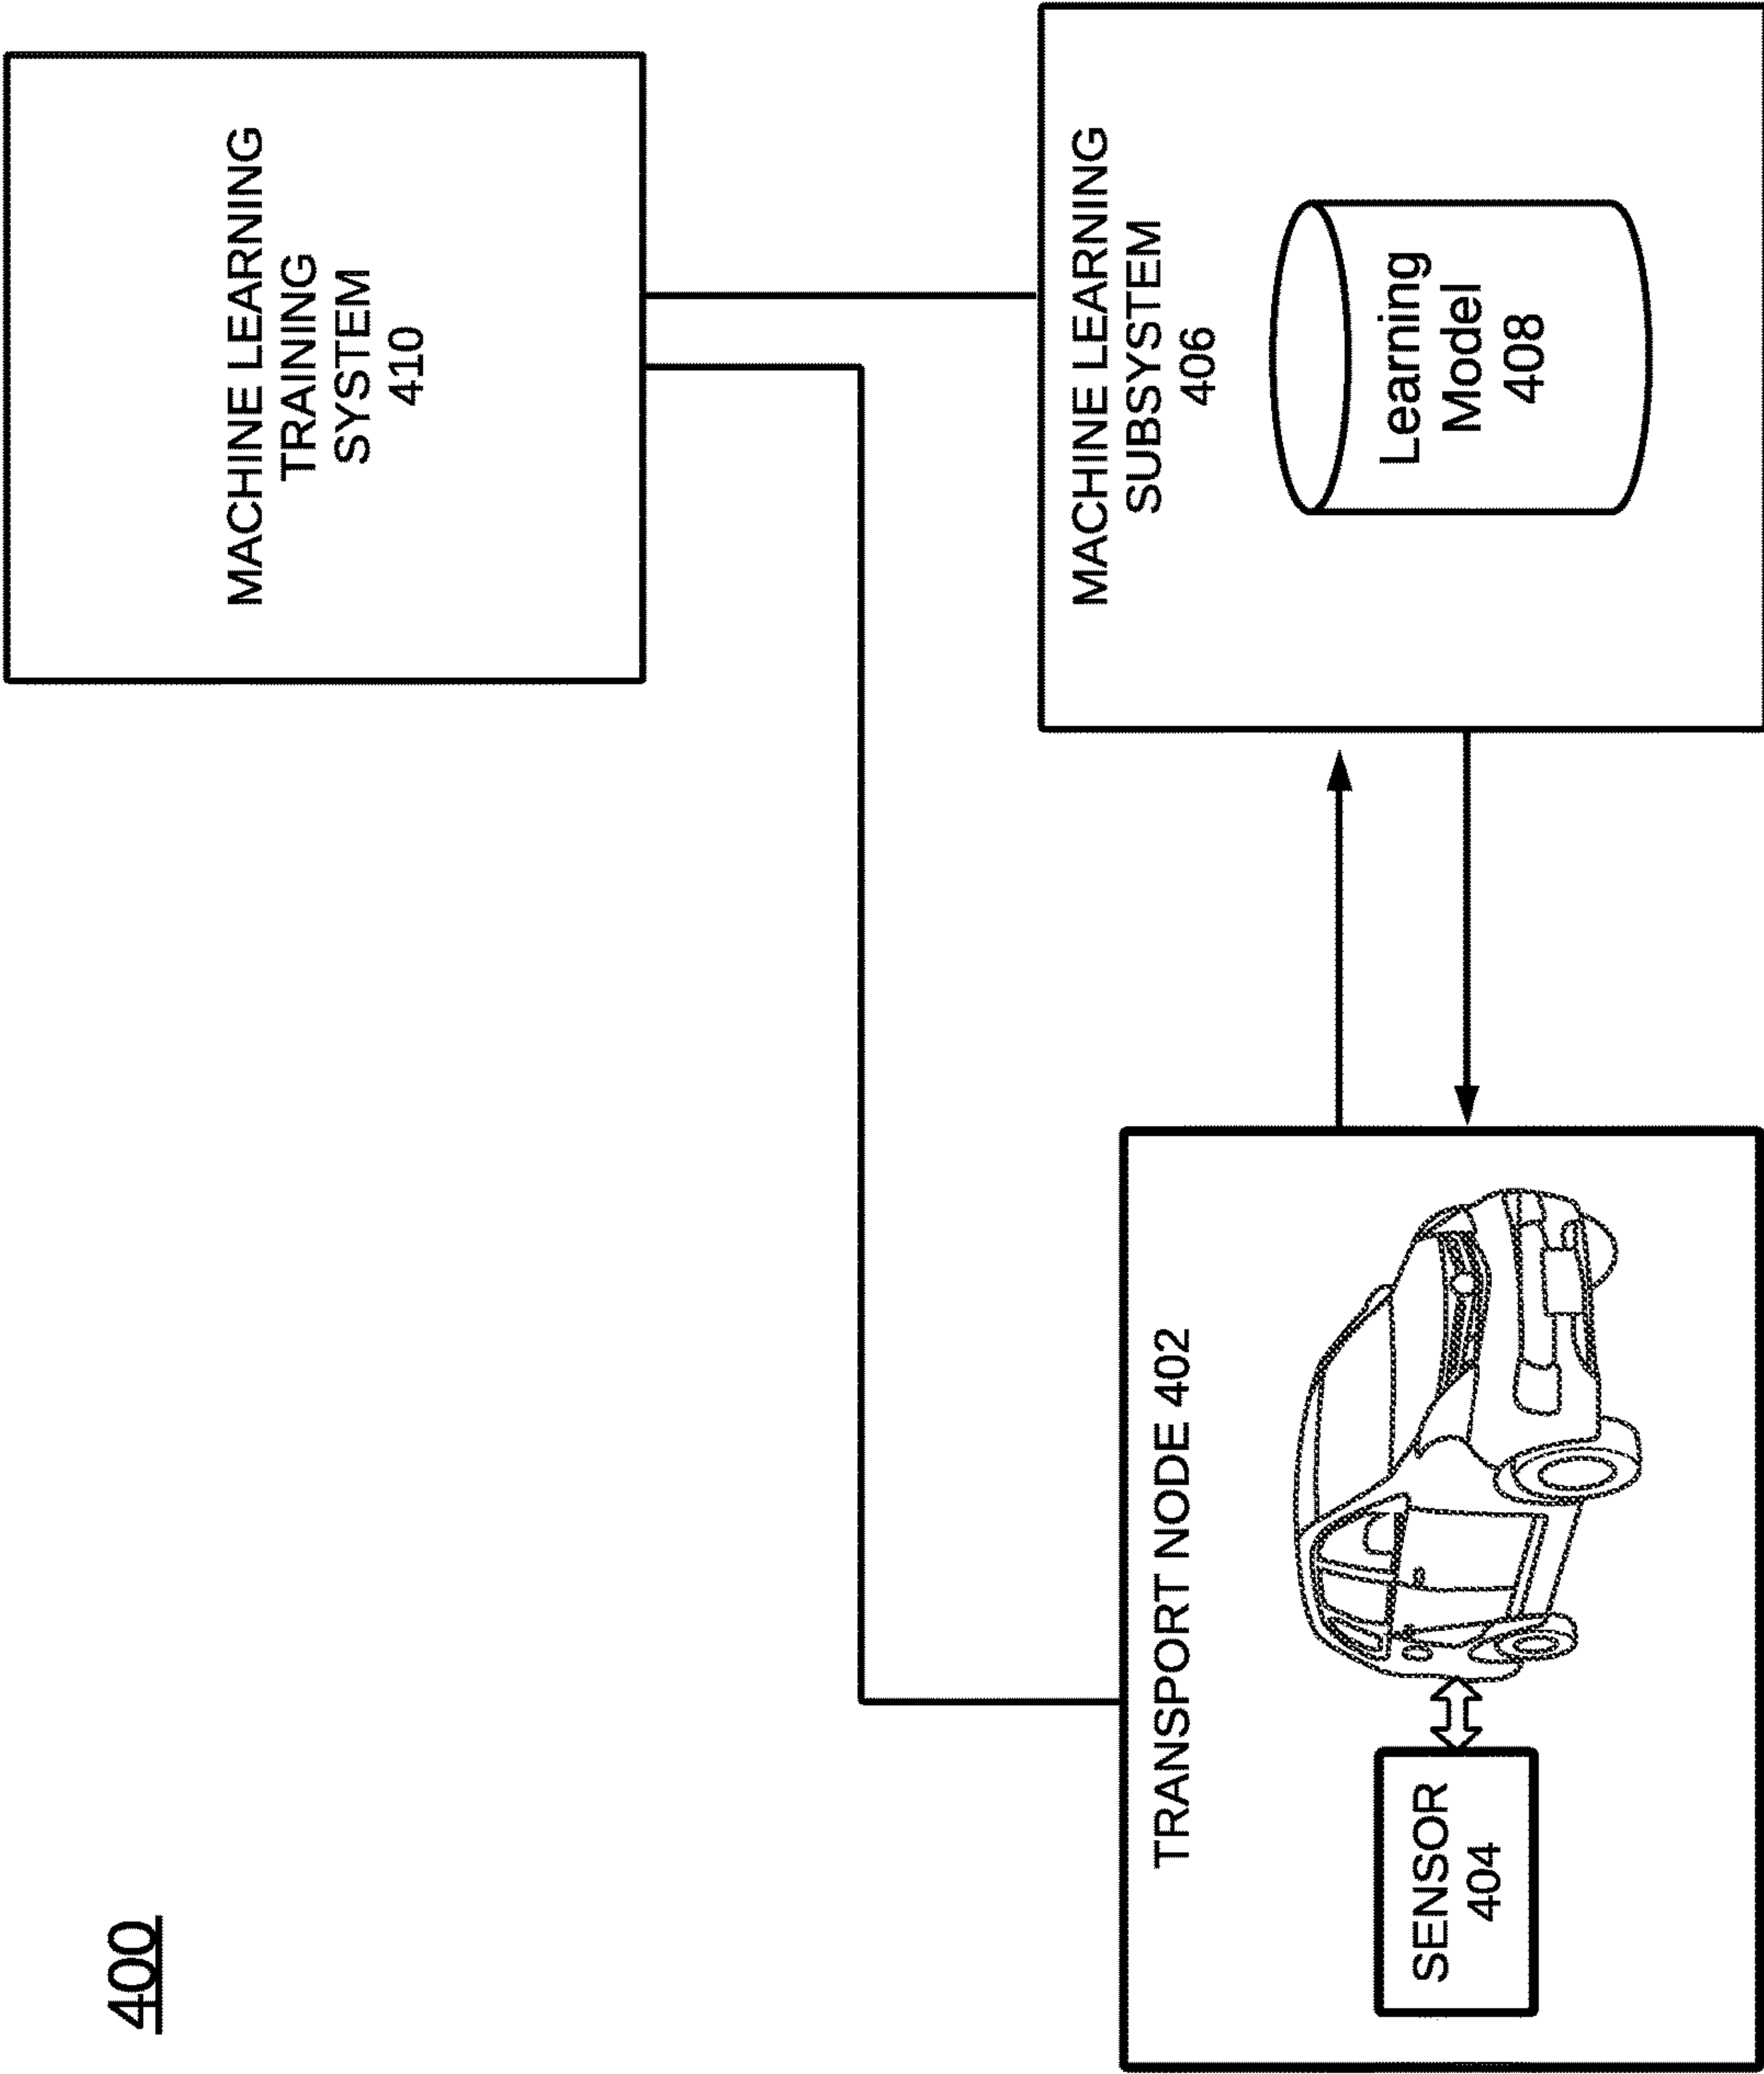 400
MACHINE LEARNING
TRAINING
SYSTEM
410
TRANSPORT NODE 402
SENSOR
404
MACHINE LEARNING
SUBSYSTEM
406
Learning
Model
408